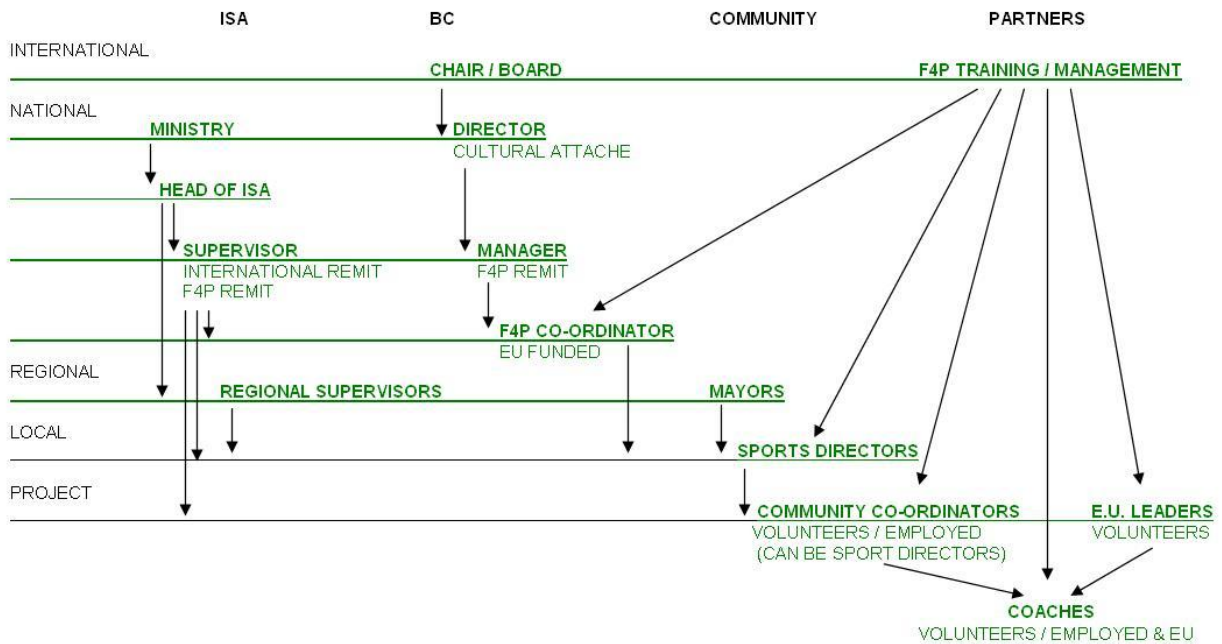 ISA BC COMMUNITY PARTNERS
INTERNATIONAL
CHAIR / BOARD F4P TRAINING / MANAGEMENT
NATIONAL
MINISTRY DIRECTOR
CULTURAL ATTACHE
HEAD OF ISA
SUPERVISOR MANAGER
INTERNATIONAL REMIT F4P REMIT
F4P REMIT
F4P CO-ORDINATOR
EU FUNDED
REGIONAL
REGIONAL SUPERVISORS MAYORS
LOCAL
SPORTS DIRECTORS
PROJECT
COMMUNITY CO-ORDINATORS E.U. LEADERS
VOLUNTEERS / EMPLOYED VOLUNTEERS
(CAN BE SPORT DIRECTORS)
COACHES
VOLUNTEERS / EMPLOYED & EU